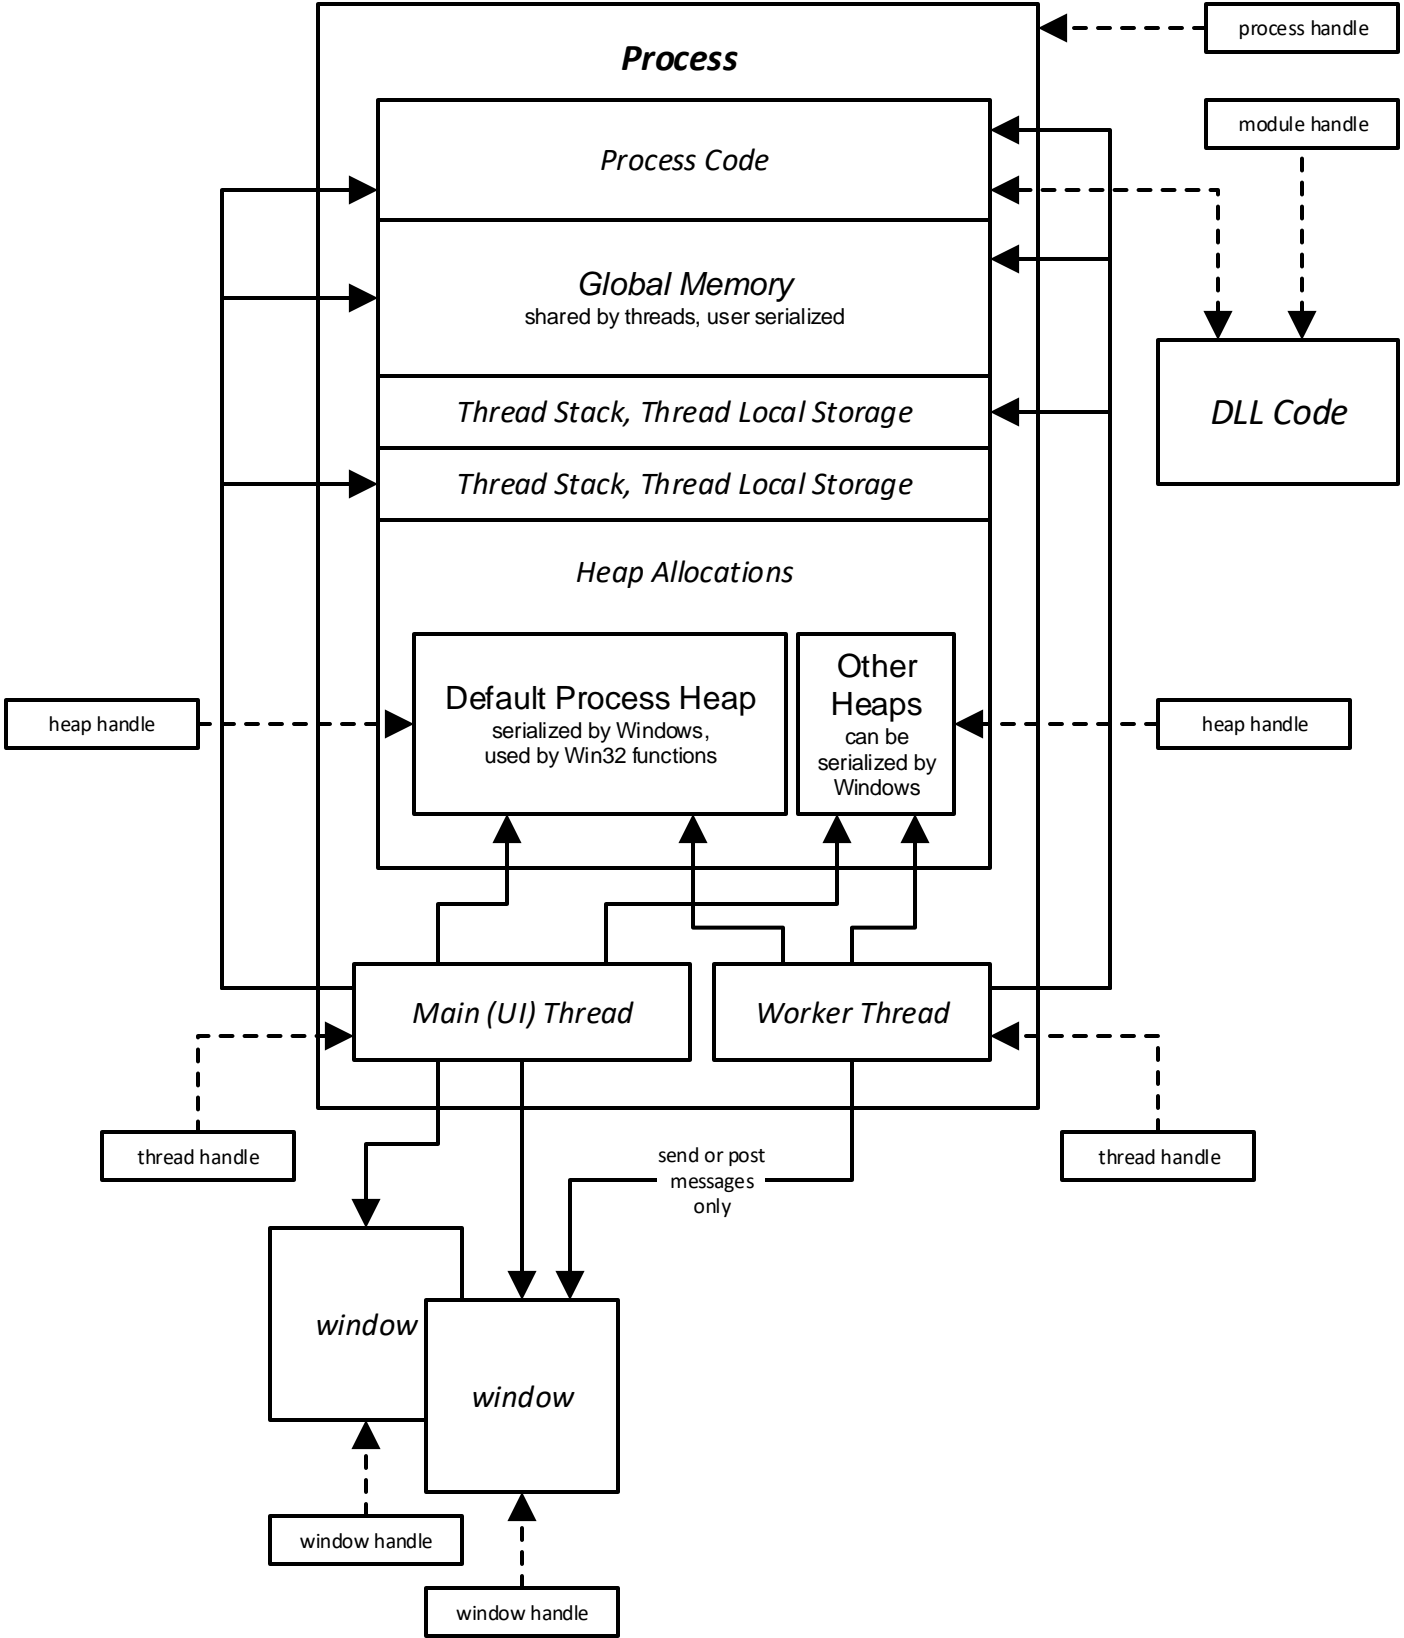 process handle
Process
module handle
Process Code
Global Memory
shared by threads, user serialized
Thread Stack, Thread Local Storage
DLL Code
Thread Stack, Thread Local Storage
Heap Allocations
heap handle
Default Process Heap
serialized by Windows,
used by Win32 functions
Other
Heaps
can be
serialized by
Windows
heap handle
Main (UI) Thread
Worker Thread
thread handle
send or post
messages
only
thread handle
window
window
window handle
window handle